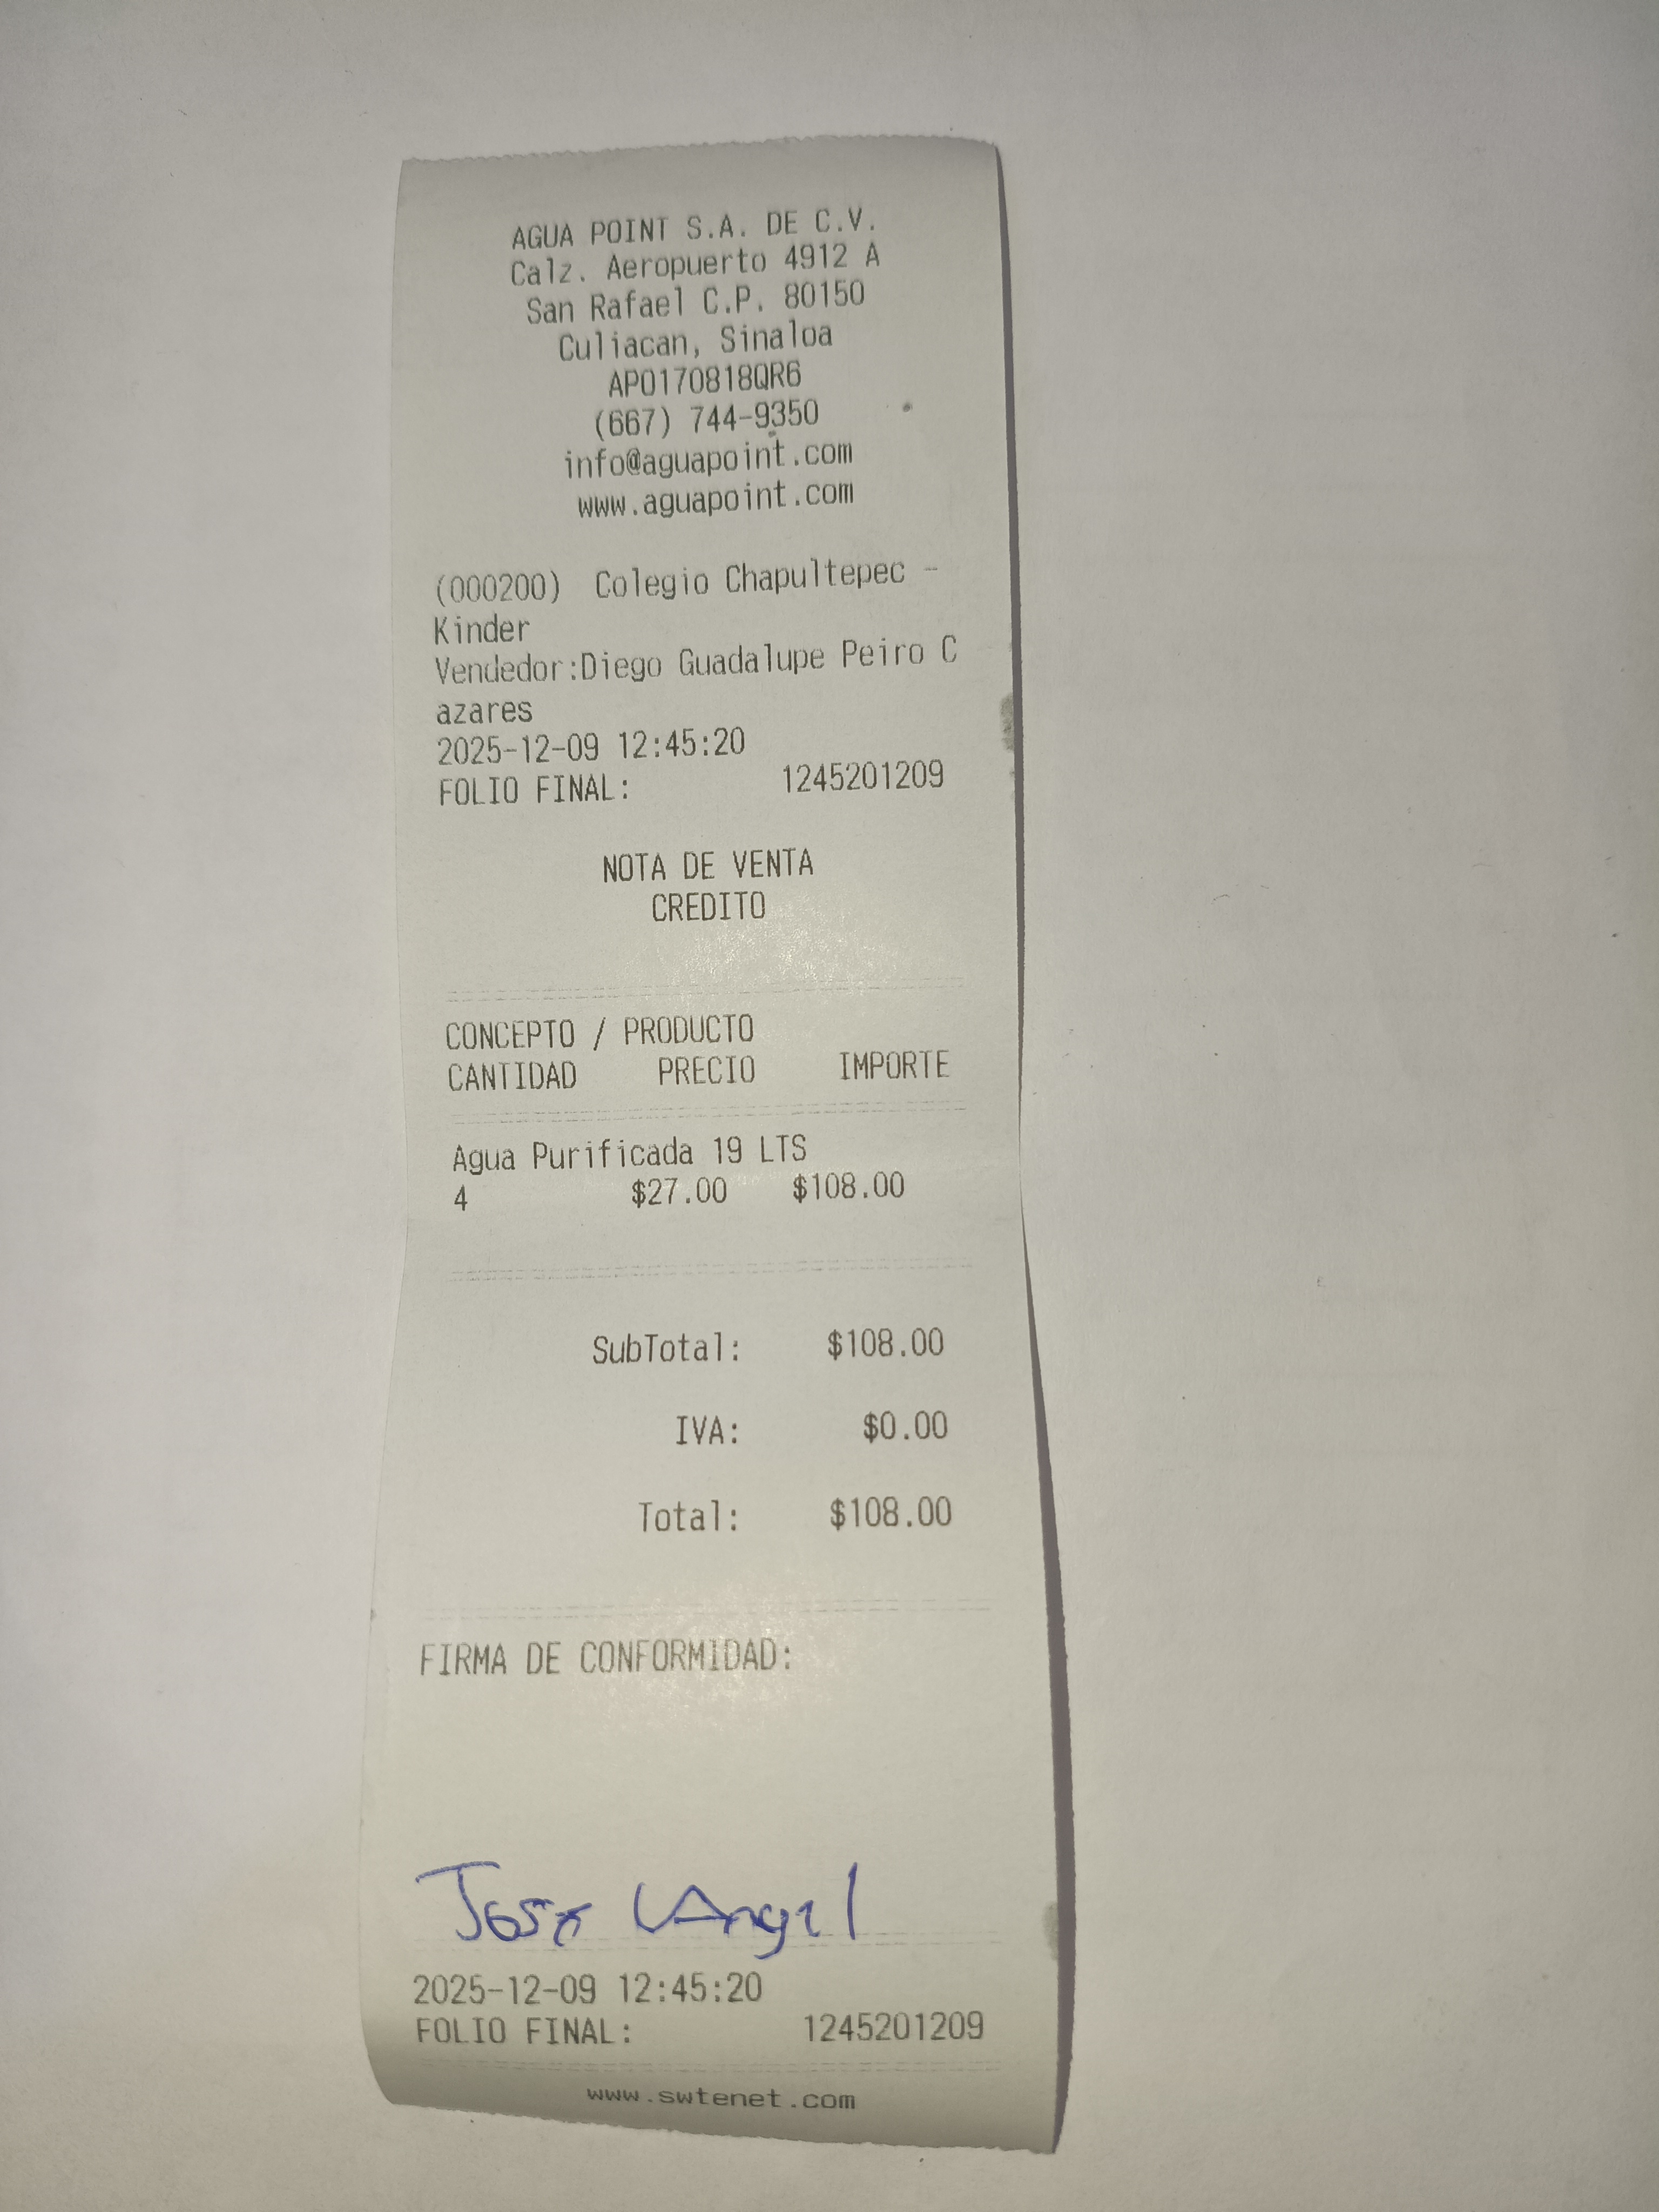 AGUA POINT S.A. DE C.V.
Calz. Aeropuerto 4912 A
San Rafael C.P. 80150
Culiacan, Sinaloa
APO170818QR6
(667) 744-9350
info@aguapoint.com
www.aguapoint.com
(000200) Colegio Chapultepec -
Kinder
Vendedor:Diego Guadalupe Peiro C
azares
2025-12-09 12:45:20
FOLIO FINAL: 1245201209
NOTA DE VENTA
CREDITO
CONCEPTO / PRODUCTO
CANTIDAD PRECIO IMPORTE
Agua Purificada 19 LTS
4 $27.00 $108.00
SubTotal: $108.00
IVA: $0.00
Total: $108.00
FIRMA DE CONFORMIDAD:
Jose Angel
2025-12-09 12:45:20
FOLIO FINAL: 1245201209
www.swtenet.com